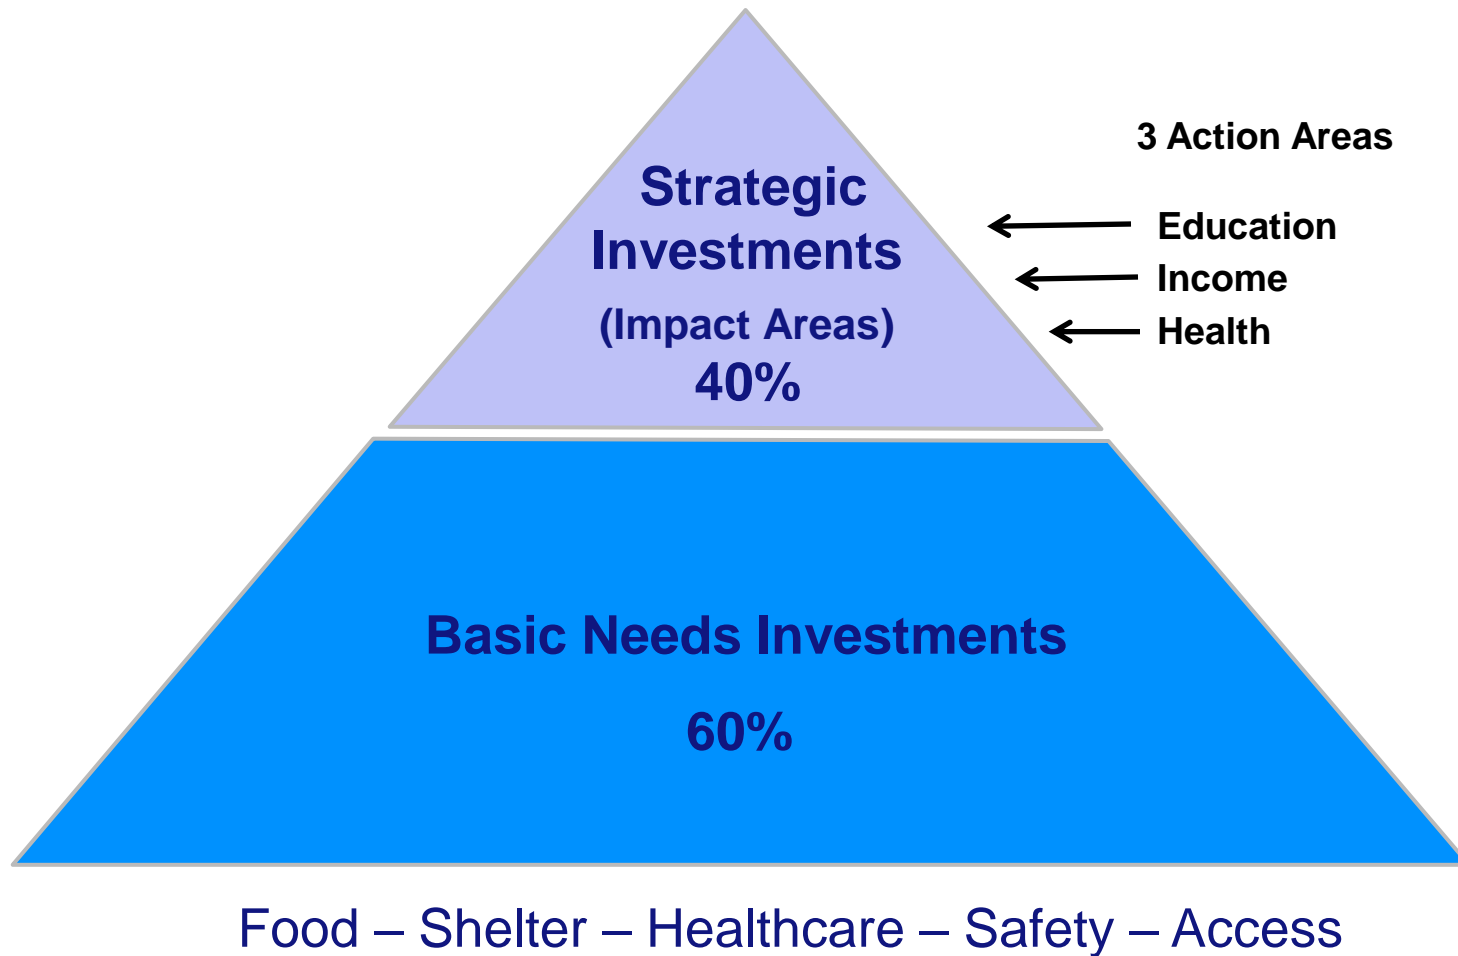 3 Action Areas
Strategic
Investments
(Impact Areas)
40%
Education
Income
Health
Basic Needs Investments
60%
Food – Shelter – Healthcare – Safety – Access